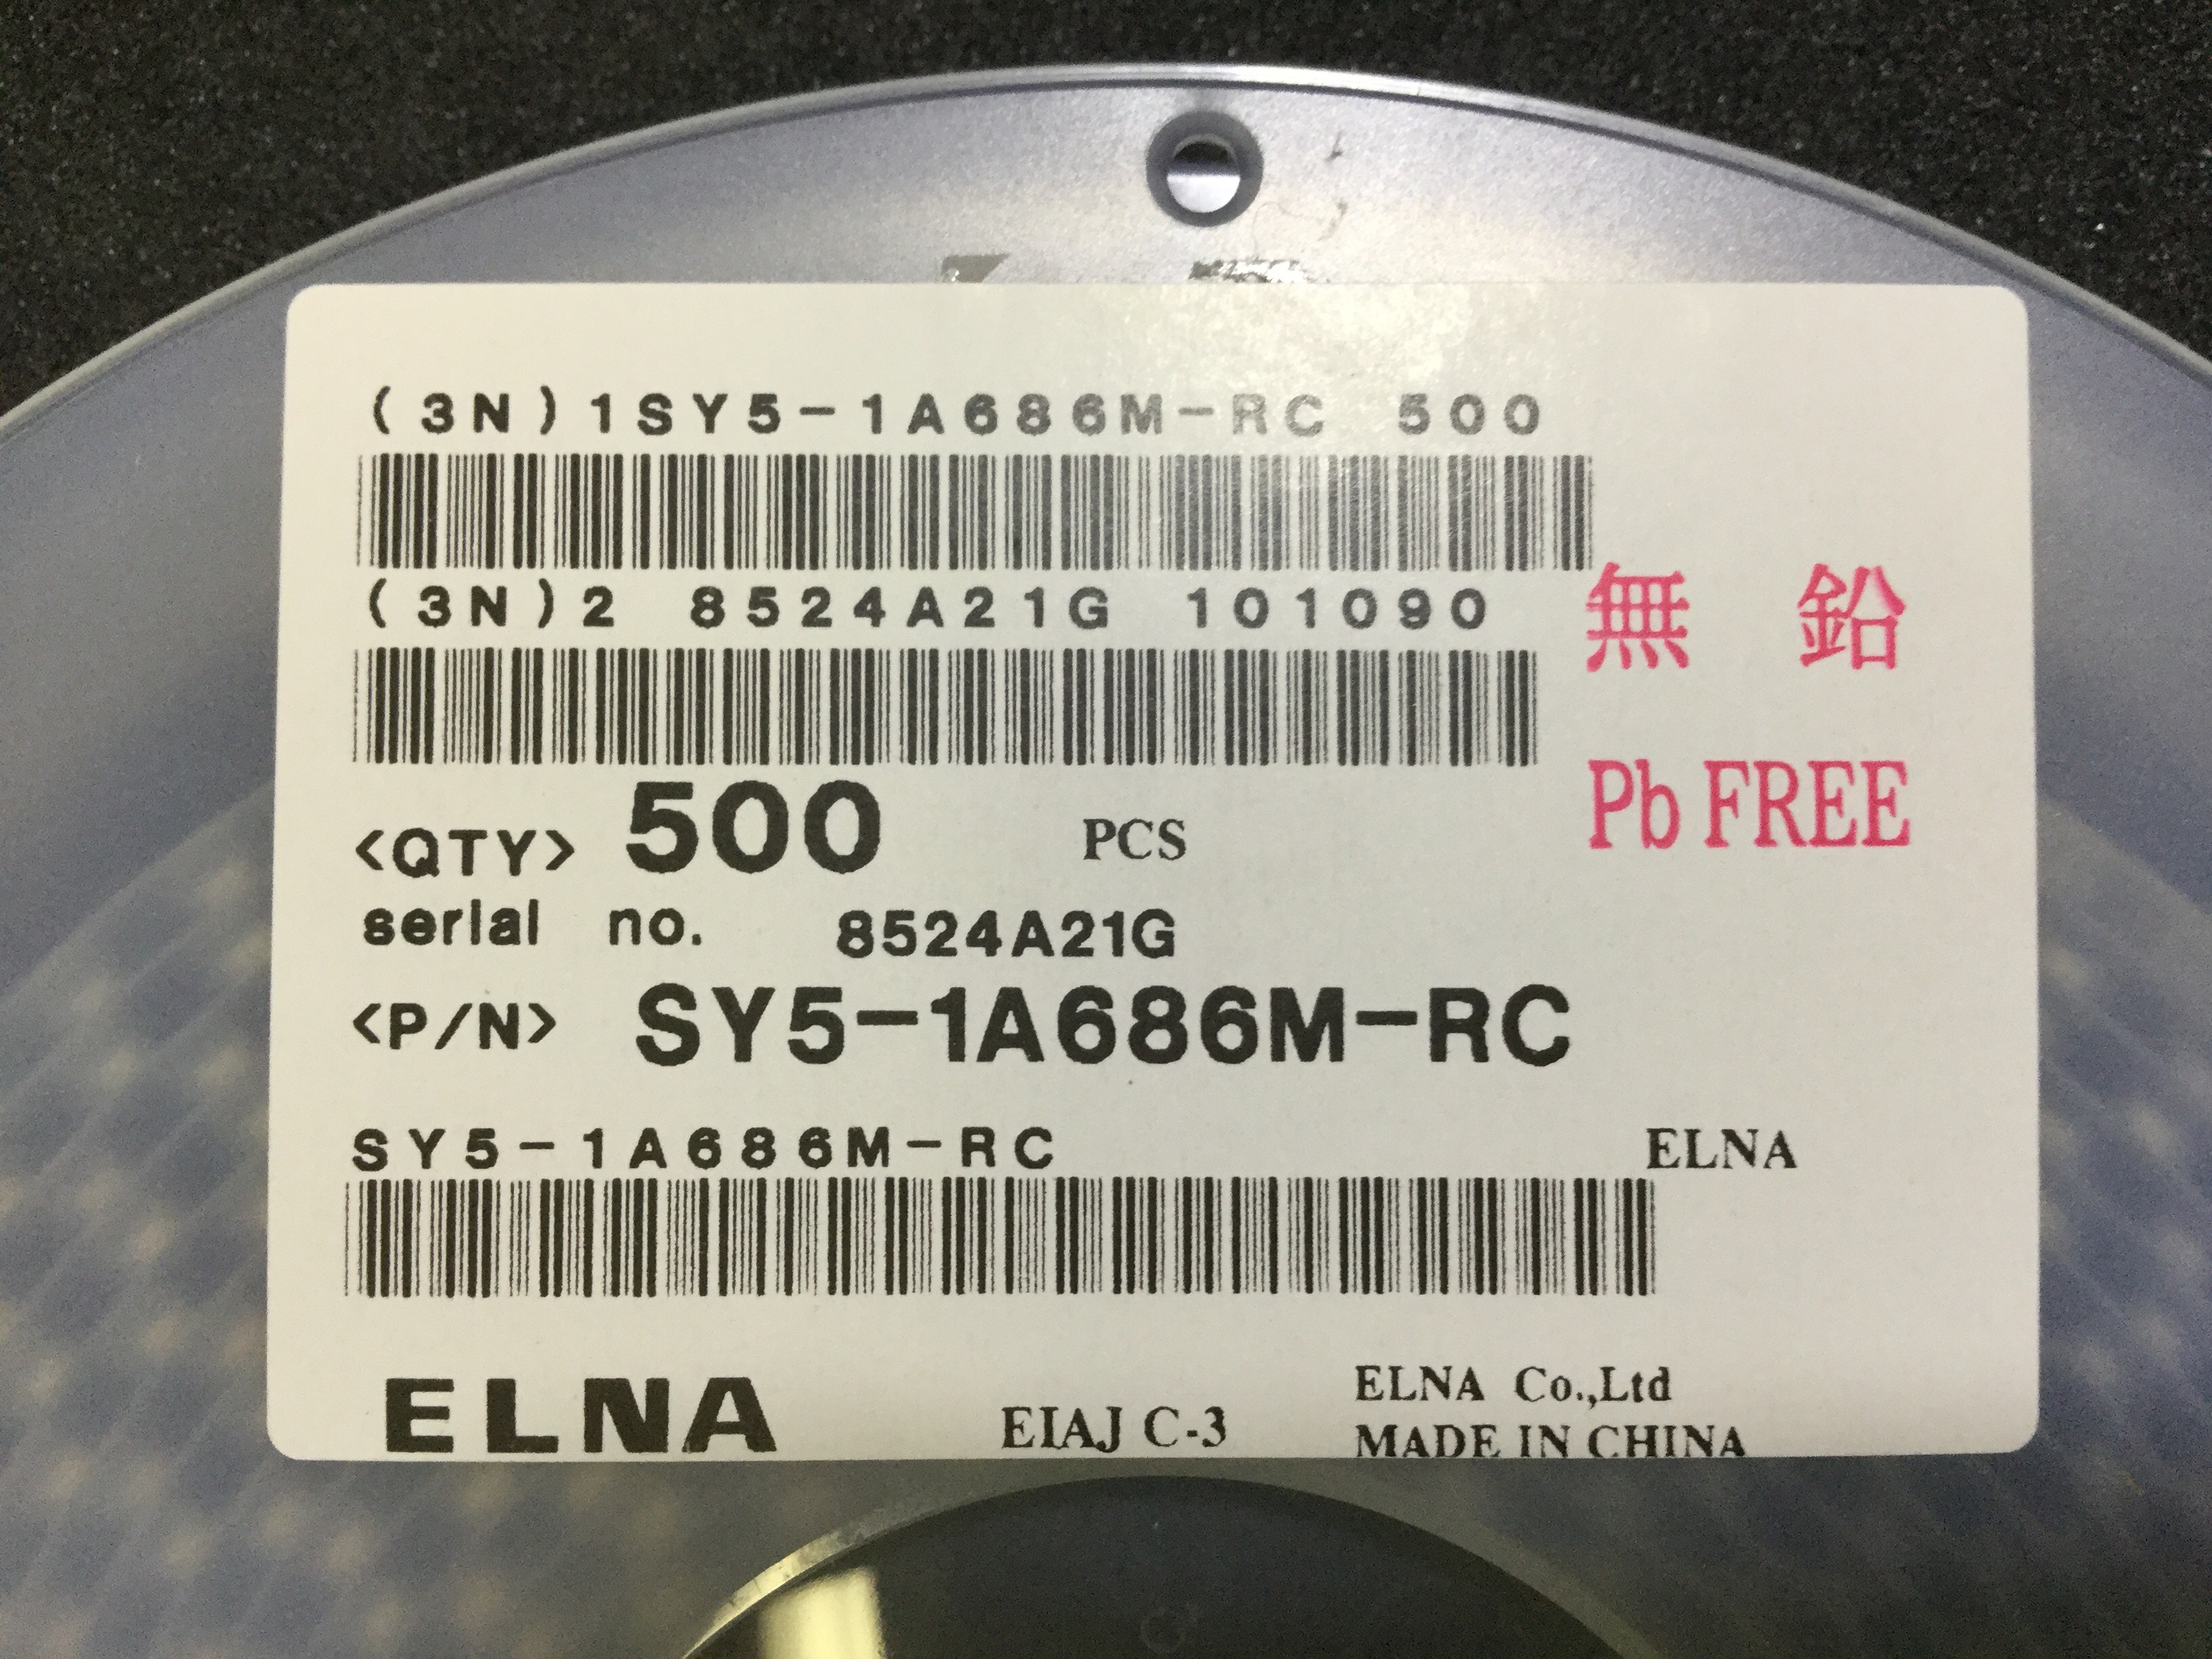 (3N)1SY5-1A686M-RC 500
(3N)2 8524A21G 101090
無 鉛
<QTY> 500 PCS
Pb FREE
serial no. 8524A21G
<P/N> SY5-1A686M-RC
SY5-1A686M-RC ELNA
ELNA EIAJ C-3 ELNA Co.,Ltd
MADE IN CHINA